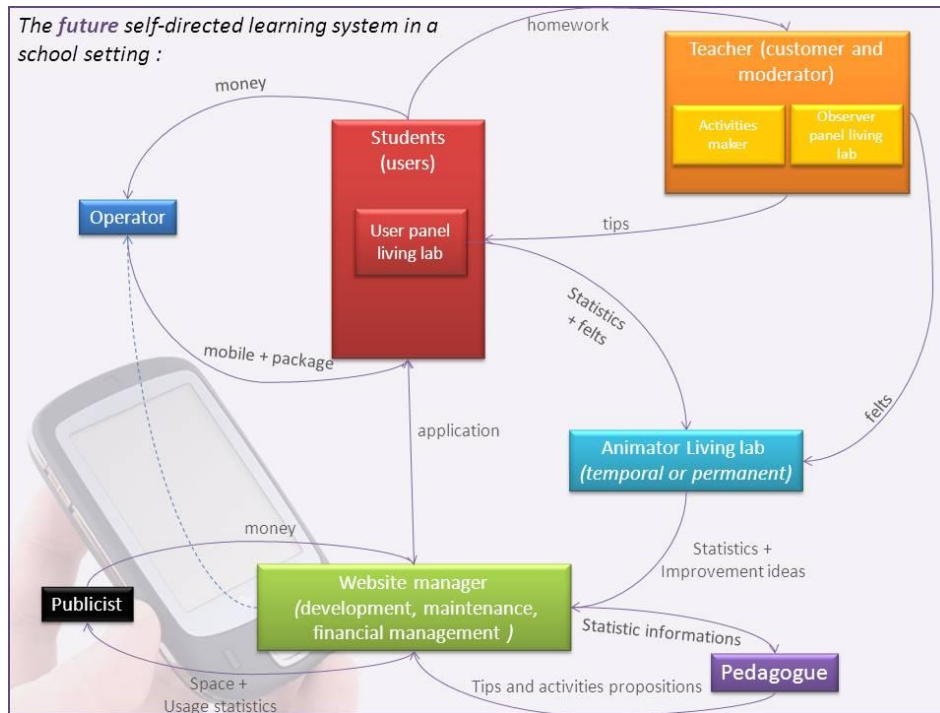 The future self-directed learning system in a
school setting :
homework
Teacher (customer and
moderator)
Activities
maker
Observer
panel living
lab
money
Students
(users)
User panel
living lab
Operator
tips
Statistics
+ felts
mobile + package
felts
application
Animator Living lab
(temporal or permanent)
money
Statistics +
Improvement ideas
Website manager
(development, maintenance,
financial management )
Publicist
Statistic informations
Pedagogue
Space +
Usage statistics
Tips and activities propositions